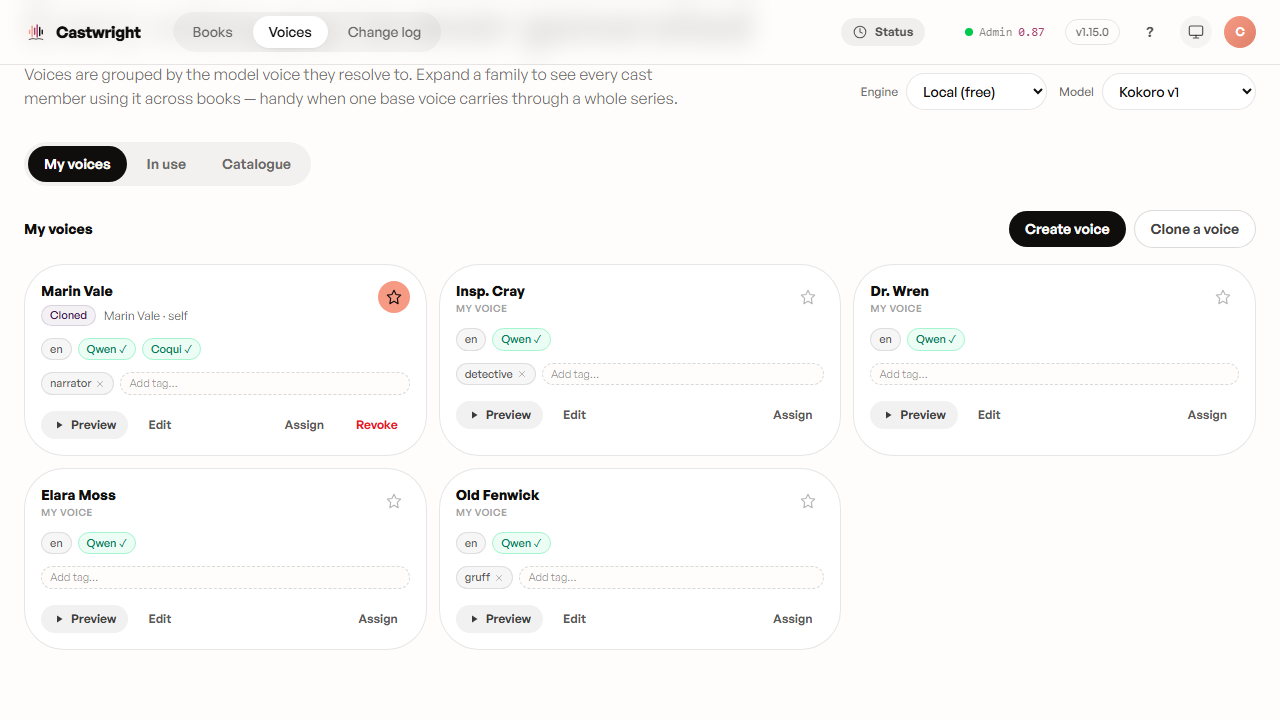 Castwright
Books
Voices
Change log
Status
Admin 0.87
v1.15.0
?
C
Voices are grouped by the model voice they resolve to. Expand a family to see every cast
member using it across books — handy when one base voice carries through a whole series.
Engine
Local (free)
Model
Kokoro v1
My voices
In use
Catalogue
My voices
Create voice
Clone a voice
Marin Vale
Cloned
Marin Vale · self
en
Qwen ✓
Coqui ✓
narrator ×
Add tag...
Preview
Edit
Assign
Revoke
Insp. Cray
MY VOICE
en
Qwen ✓
detective ×
Add tag...
Preview
Edit
Assign
Dr. Wren
MY VOICE
en
Qwen ✓
Add tag...
Preview
Edit
Assign
Elara Moss
MY VOICE
en
Qwen ✓
Add tag...
Preview
Edit
Assign
Old Fenwick
MY VOICE
en
Qwen ✓
gruff ×
Add tag...
Preview
Edit
Assign